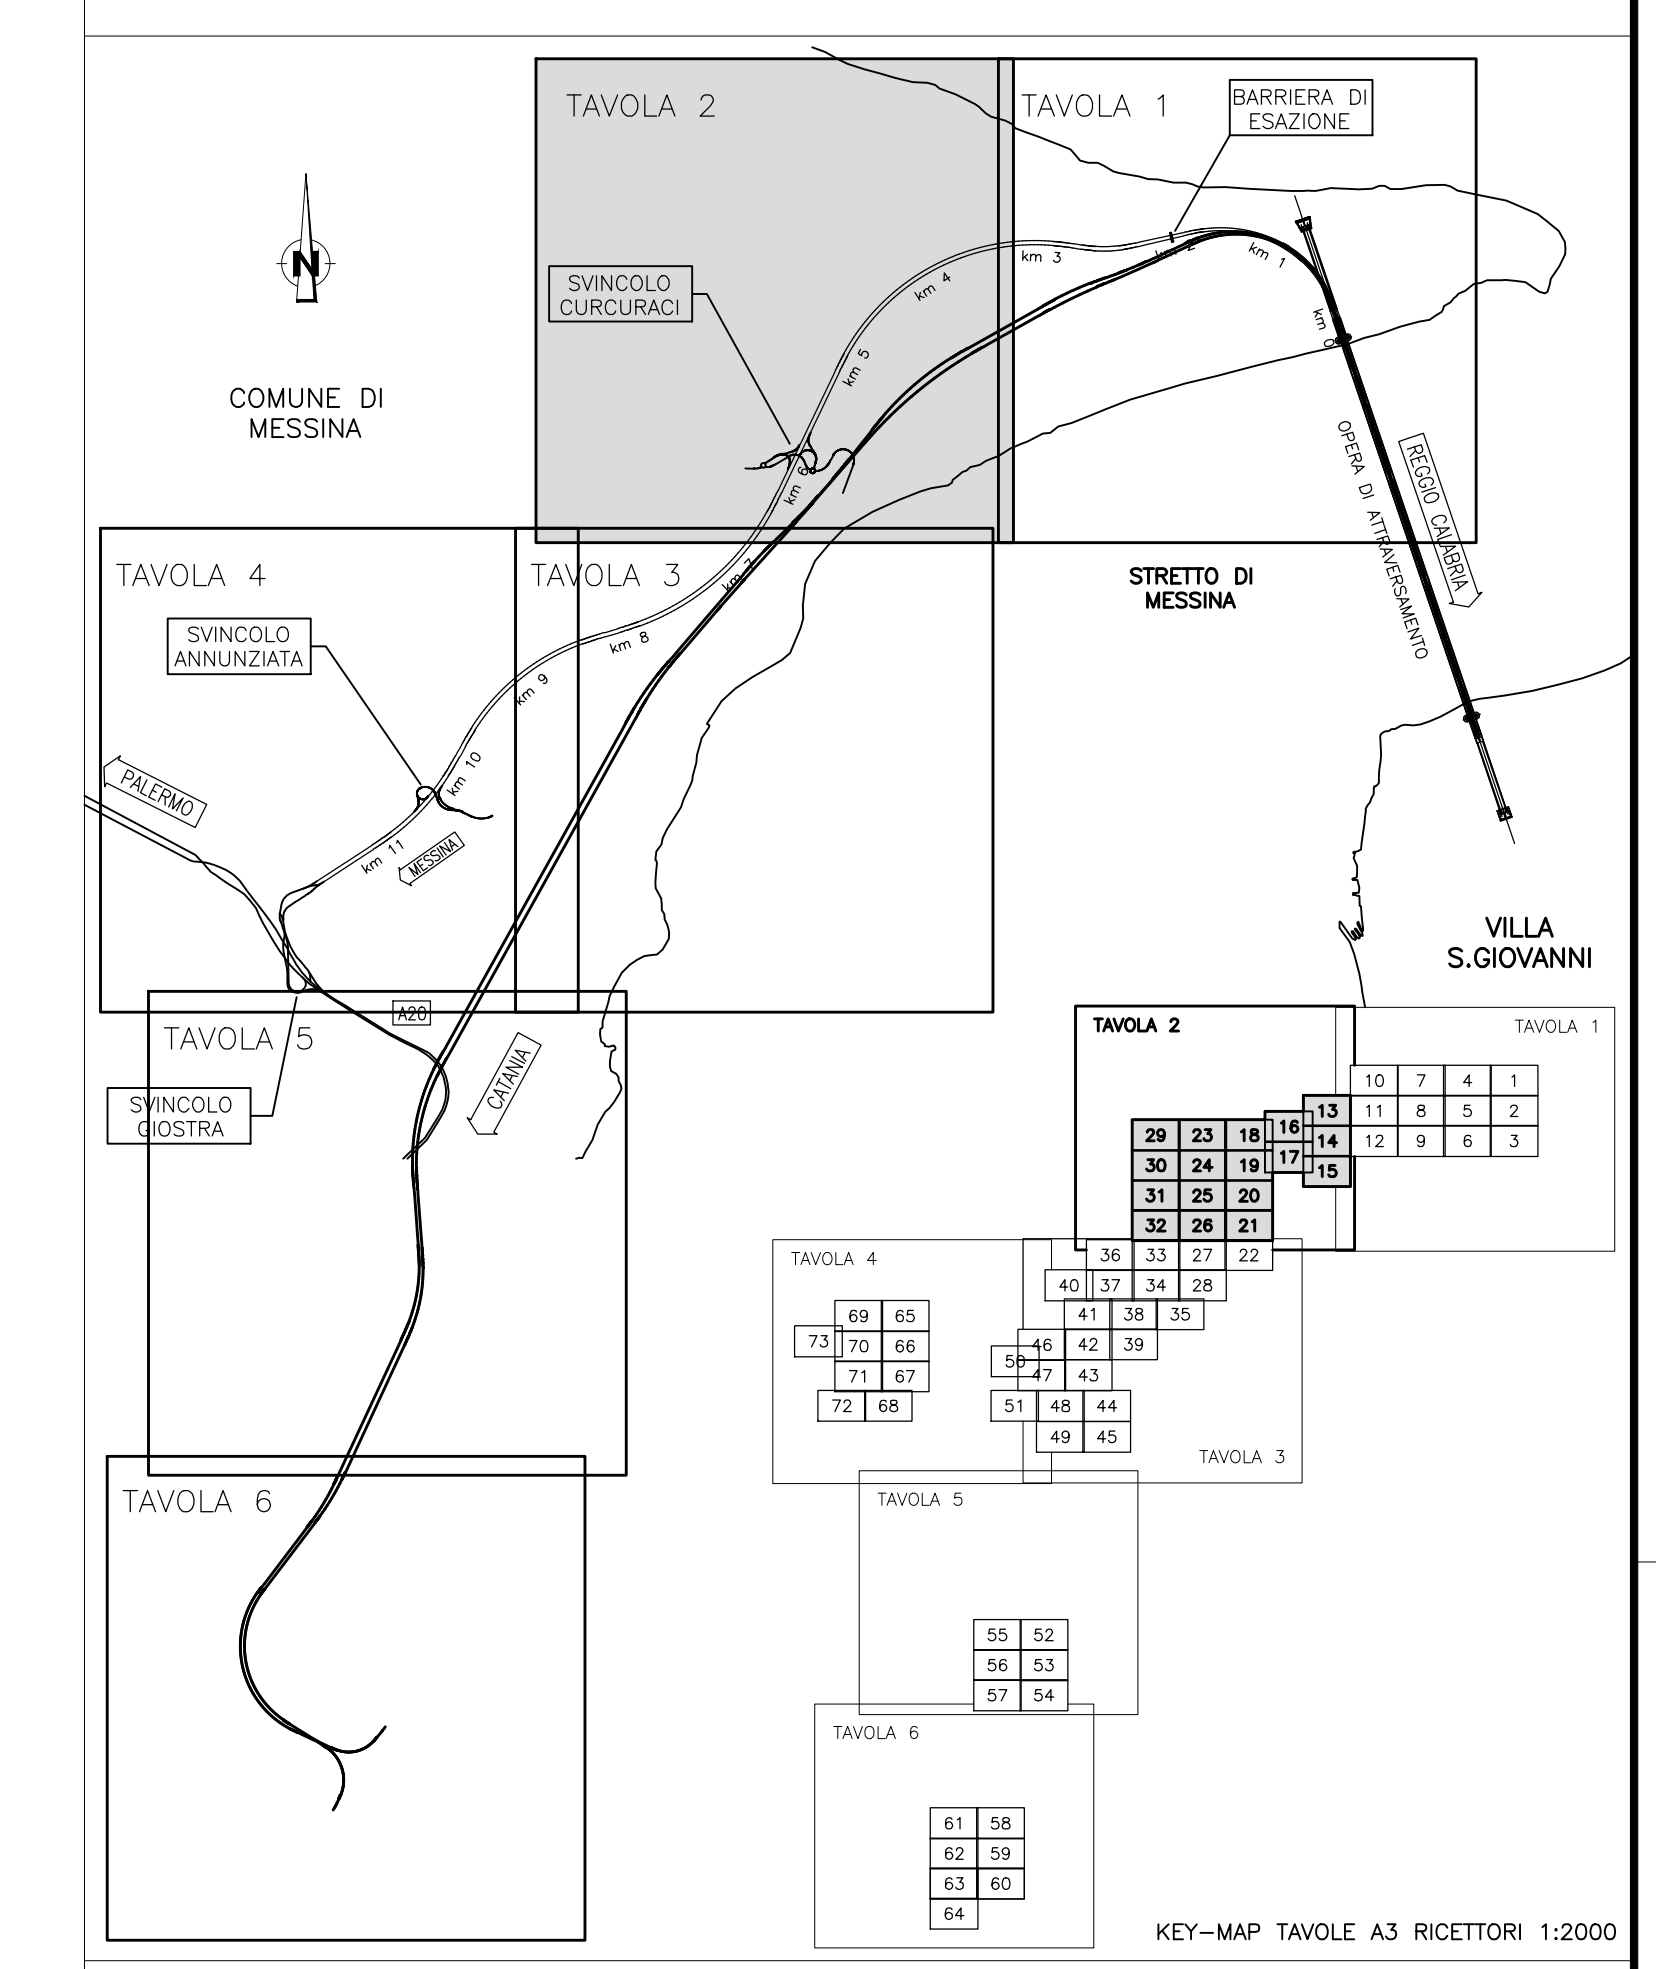 TAVOLA 2
TAVOLA 1
BARRIERA DI
ESAZIONE
N
SVINCOLO
CURCURACI
COMUNE DI
MESSINA
km 0
km 1
km 2
km 3
km 4
km 5
km 6
km 7
km 8
km 9
km 10
km 11
OPERA DI ATTRAVERSAMENTO
REGGIO CALABRIA
STRETTO DI
MESSINA
TAVOLA 4
TAVOLA 3
SVINCOLO
ANNUNZIATA
PALERMO
MESSINA
VILLA
S.GIOVANNI
A20
TAVOLA 5
CATANIA
SVINCOLO
GIOSTRA
TAVOLA 6
TAVOLA 2
TAVOLA 1
10 7 4 1
13 11 8 5 2
16 14 12 9 6 3
17 15
29 23 18
30 24 19
31 25 20
32 26 21
36 33 27 22
TAVOLA 4
40 37 34 28
69 65 41 38 35
73 70 66 46 42 39
50
71 67 47 43
72 68 51 48 44
49 45
TAVOLA 3
TAVOLA 5
55 52
56 53
57 54
TAVOLA 6
61 58
62 59
63 60
64
KEY-MAP TAVOLE A3 RICETTORI 1:2000